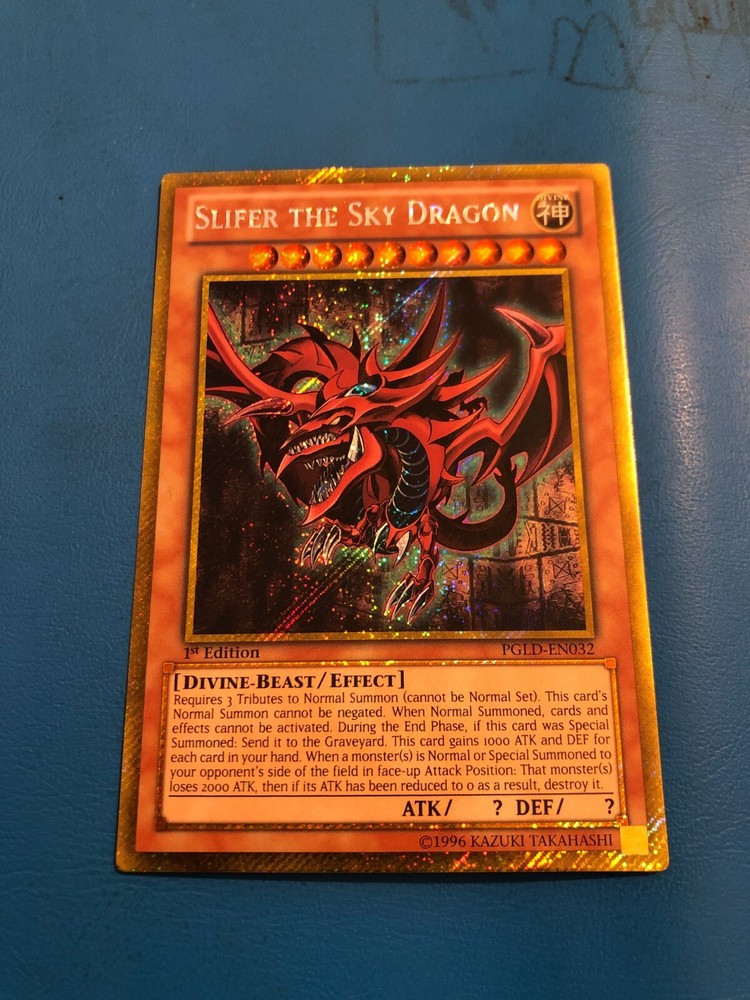 SLIFER THE SKY DRAGON
DIVINE
神
1st Edition
PGLD-EN032
[DIVINE-BEAST/EFFECT]
Requires 3 Tributes to Normal Summon (cannot be Normal Set). This card's
Normal Summon cannot be negated. When Normal Summoned, cards and
effects cannot be activated. During the End Phase, if this card was Special
Summoned: Send it to the Graveyard. This card gains 1000 ATK and DEF for
each card in your hand. When a monster(s) is Normal or Special Summoned to
your opponent's side of the field in face-up Attack Position: That monster(s)
loses 2000 ATK, then if its ATK has been reduced to 0 as a result, destroy it.
ATK/ ? DEF/ ?
©1996 KAZUKI TAKAHASHI